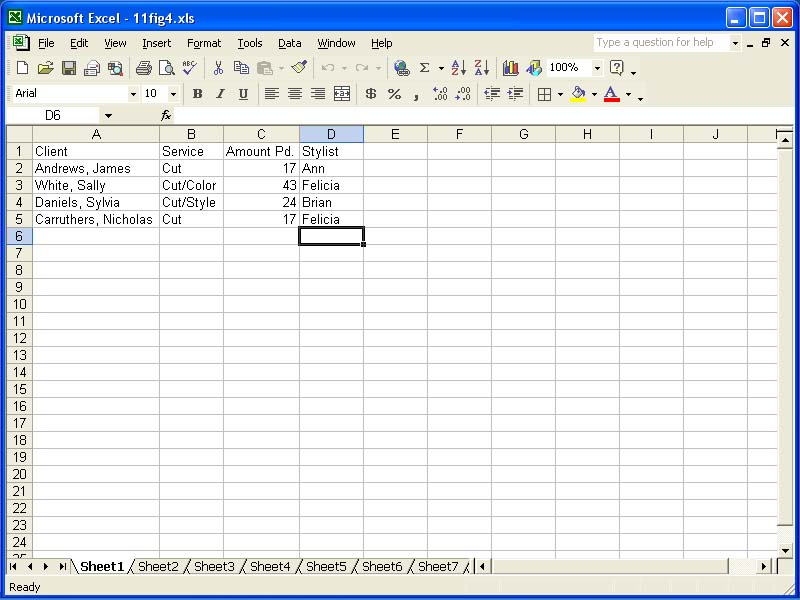 Microsoft Excel - 11fig4.xls
File Edit View Insert Format Tools Data Window Help Type a question for help
Σ 100%
Arial 10 B I U $ % ,
D6 fx
A B C D E F G H I J
1 Client Service Amount Pd. Stylist
2 Andrews, James Cut 17 Ann
3 White, Sally Cut/Color 43 Felicia
4 Daniels, Sylvia Cut/Style 24 Brian
5 Carruthers, Nicholas Cut 17 Felicia
6
7
8
9
10
11
12
13
14
15
16
17
18
19
20
21
22
23
24
25
Sheet1 Sheet2 Sheet3 Sheet4 Sheet5 Sheet6 Sheet7
Ready